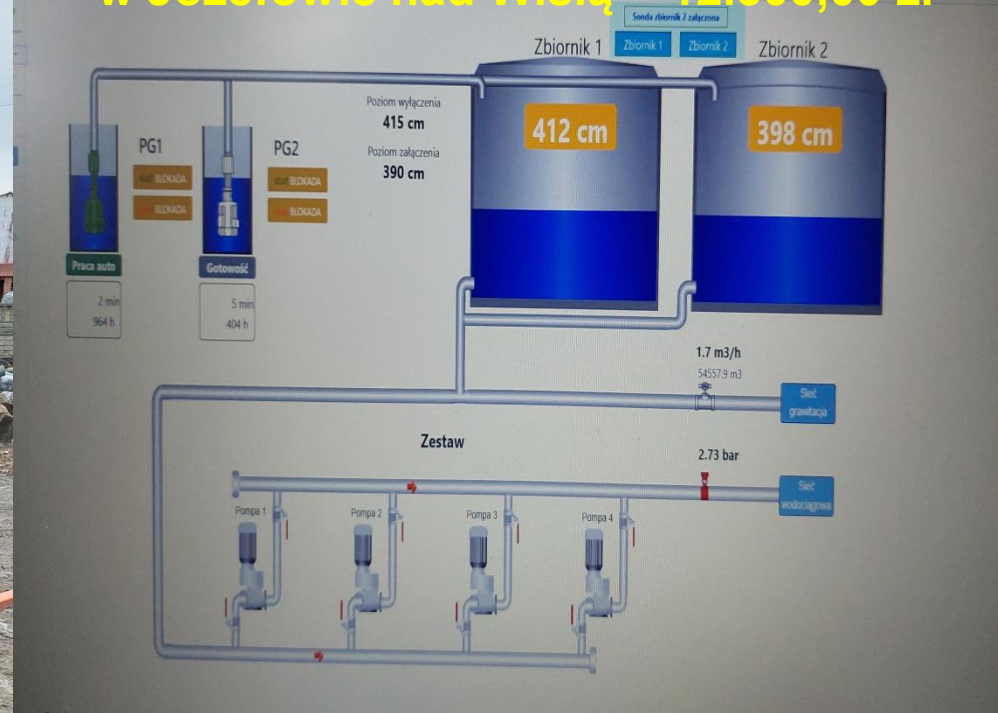 Sonda zbiornik 2 załączona
Zbiornik 1
Zbiornik 2
Zbiornik 1
Zbiornik 2
Poziom wyłączenia
415 cm
Poziom załączenia
390 cm
412 cm
398 cm
PG1
BLOKADA
BLOKADA
PG2
BLOKADA
BLOKADA
Praca auto
2 min
964 h
Gotowość
5 min
404 h
1.7 m3/h
54557.9 m3
Sieć
grawitacja
Zestaw
2.73 bar
Sieć
wodociągowa
Pompa 1
Pompa 2
Pompa 3
Pompa 4